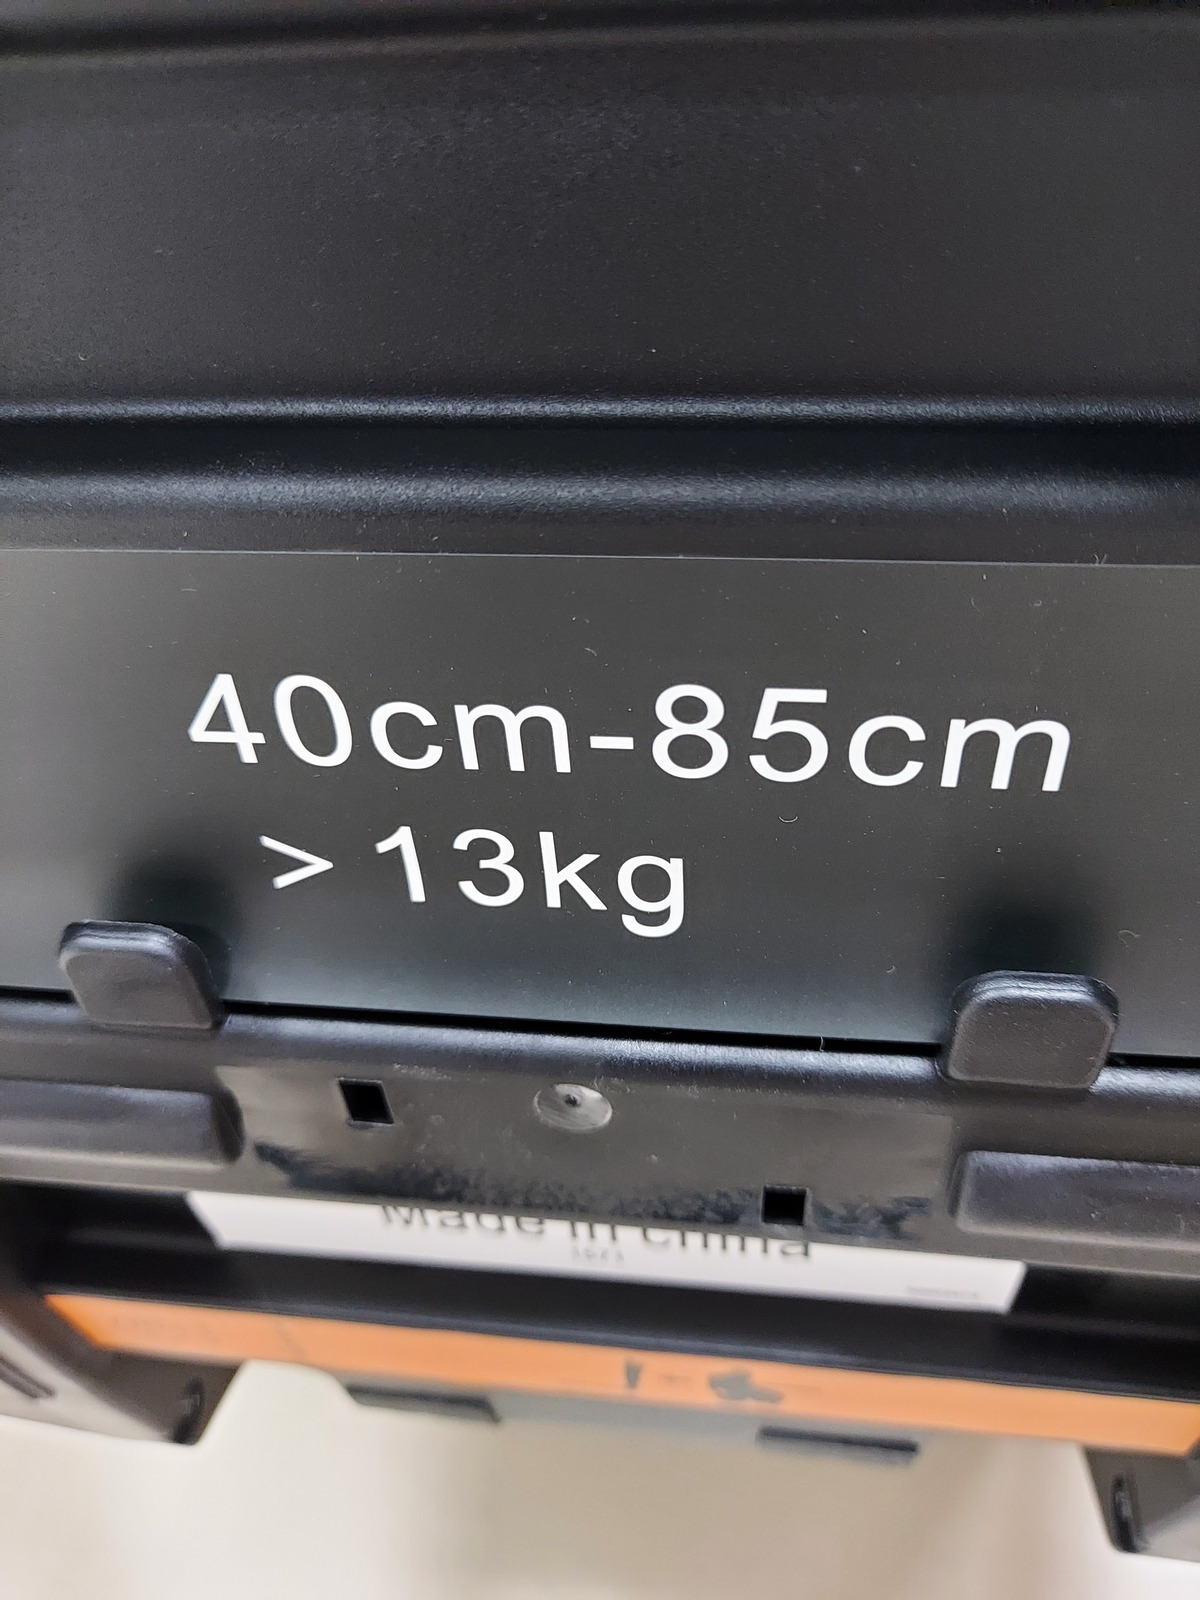 40cm-85cm
> 13kg
Made in china